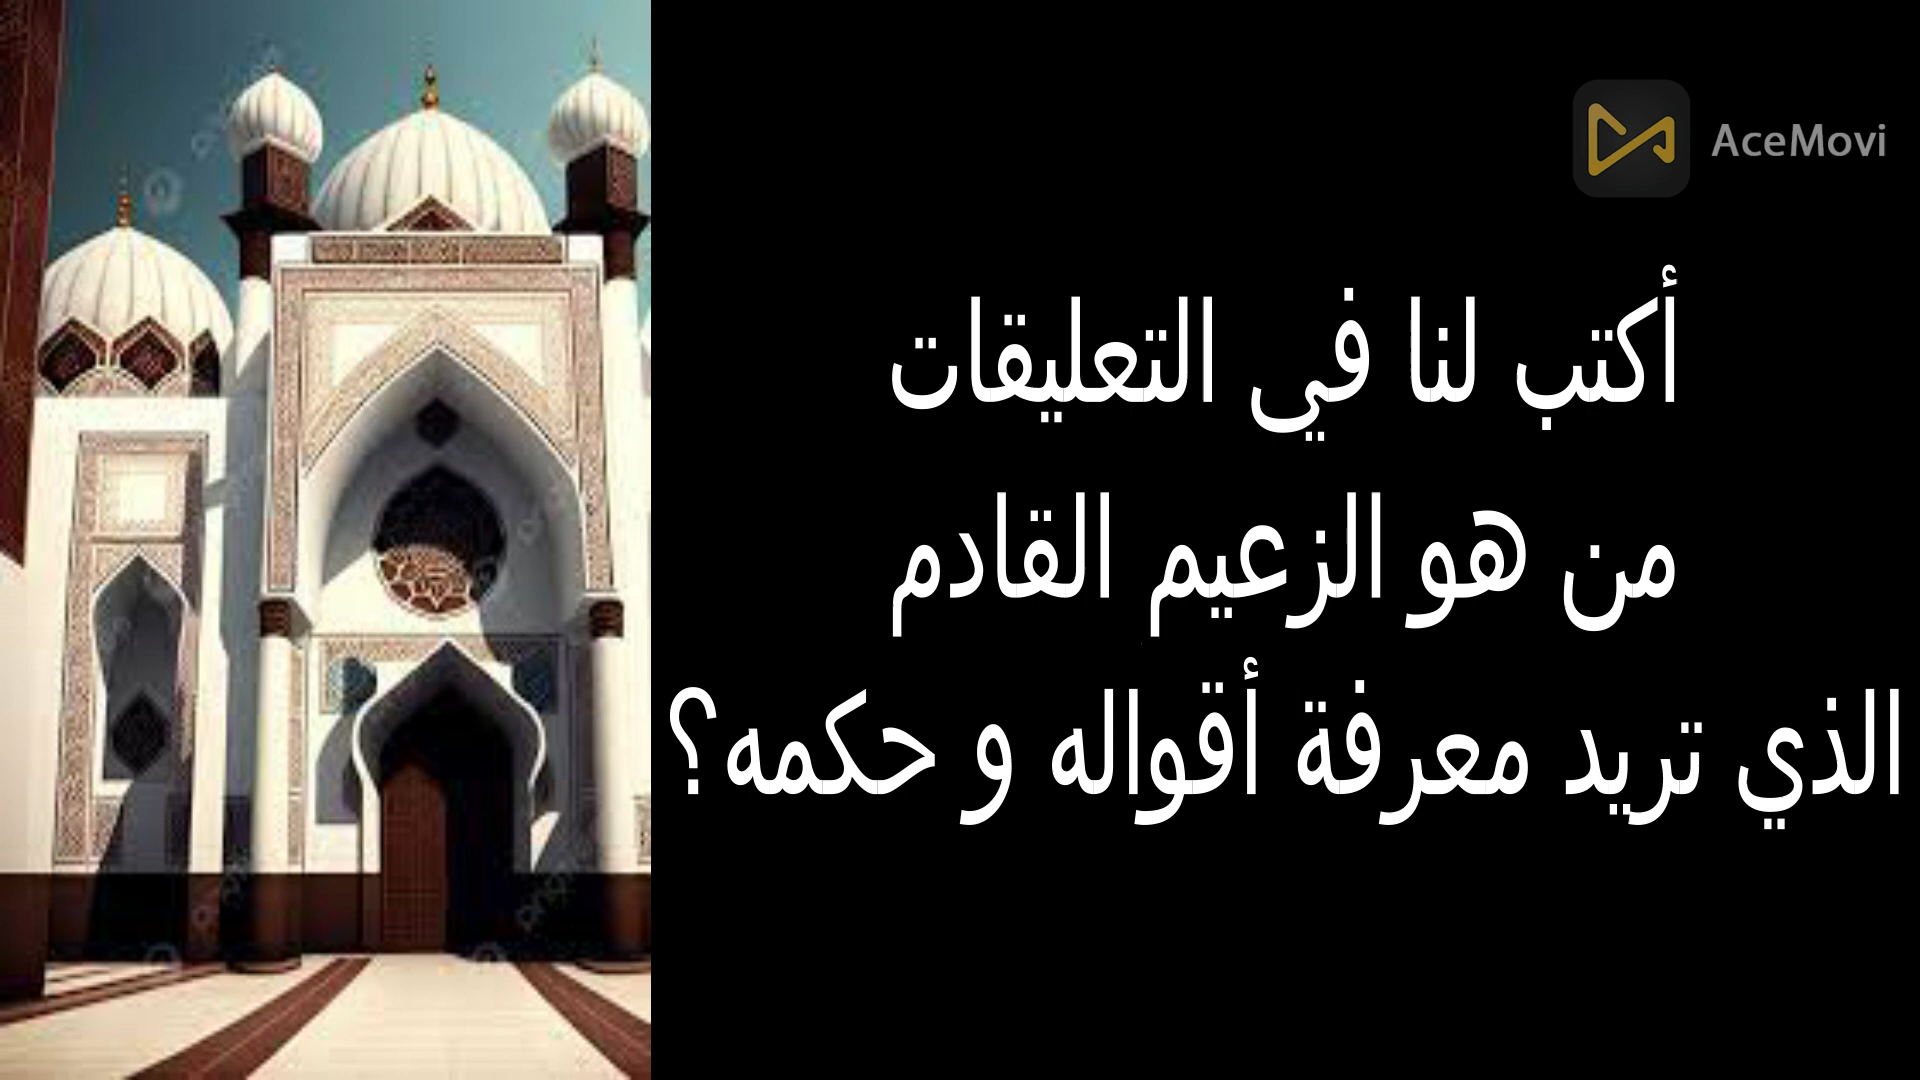 AceMovi
أكتب لنا في التعليقات
من هو الزعيم القادم
الذي تريد معرفة أقواله و حكمه؟